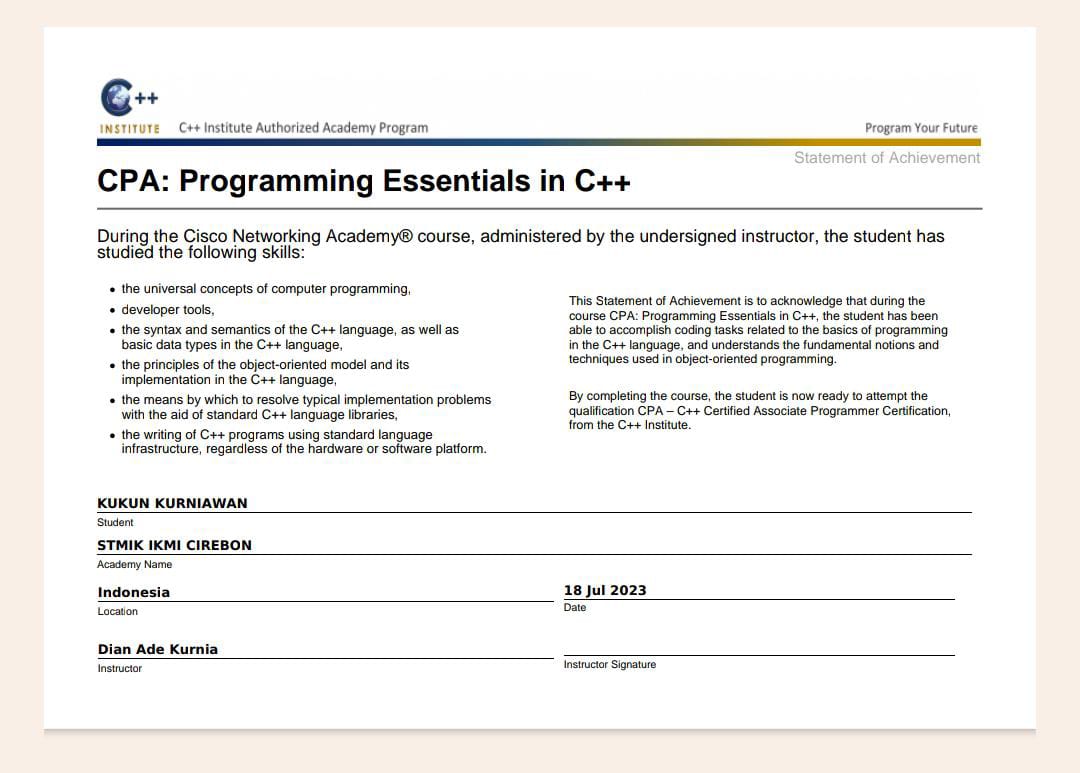 C++
INSTITUTE
C++ Institute Authorized Academy Program
Program Your Future
Statement of Achievement
CPA: Programming Essentials in C++
During the Cisco Networking Academy® course, administered by the undersigned instructor, the student has
studied the following skills:
• the universal concepts of computer programming,
• developer tools,
• the syntax and semantics of the C++ language, as well as
basic data types in the C++ language,
• the principles of the object-oriented model and its
implementation in the C++ language,
• the means by which to resolve typical implementation problems
with the aid of standard C++ language libraries,
• the writing of C++ programs using standard language
infrastructure, regardless of the hardware or software platform.
This Statement of Achievement is to acknowledge that during the
course CPA: Programming Essentials in C++, the student has been
able to accomplish coding tasks related to the basics of programming
in the C++ language, and understands the fundamental notions and
techniques used in object-oriented programming.
By completing the course, the student is now ready to attempt the
qualification CPA – C++ Certified Associate Programmer Certification,
from the C++ Institute.
KUKUN KURNIAWAN
Student
STMIK IKMI CIREBON
Academy Name
Indonesia
Location
18 Jul 2023
Date
Dian Ade Kurnia
Instructor
Instructor Signature